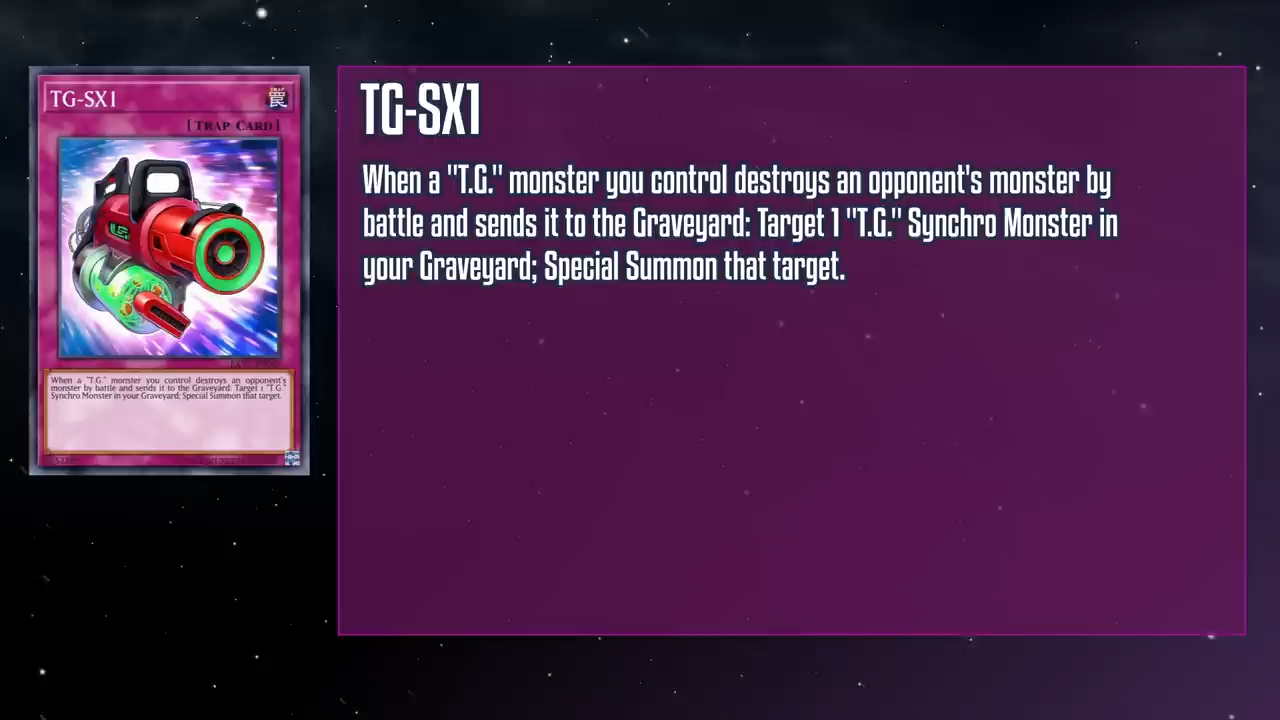 TG-SX1
TRAP
罠
[TRAP CARD]
When a "T.G." monster you control destroys an opponent's
monster by battle and sends it to the Graveyard: Target 1 "T.G."
Synchro Monster in your Graveyard; Special Summon that target.
TG-SX1
When a "T.G." monster you control destroys an opponent's monster by
battle and sends it to the Graveyard: Target 1 "T.G." Synchro Monster in
your Graveyard; Special Summon that target.